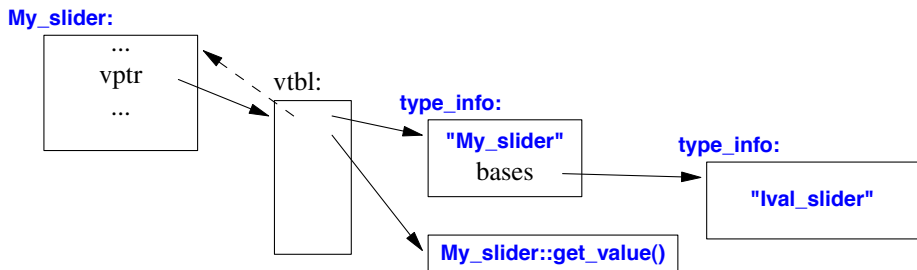 My_slider:
...
vptr
...
vtbl:
type_info:
"My_slider"
bases
type_info:
"Ival_slider"
My_slider::get_value()